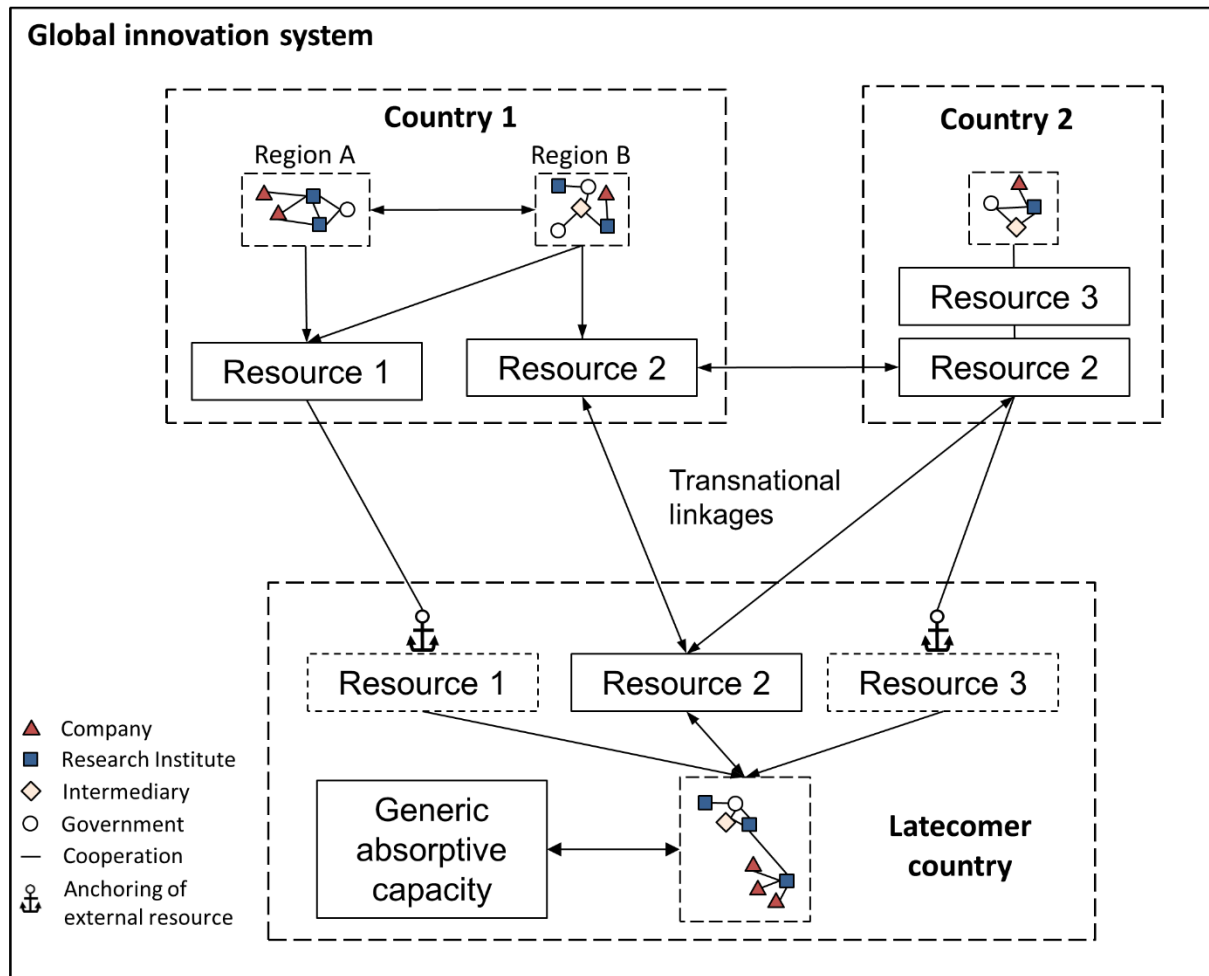 Global innovation system
Country 1
Country 2
Region A
Region B
Resource 3
Resource 1
Resource 2
Resource 2
Transnational
linkages
Resource 1
Resource 2
Resource 3
Company
Research Institute
Intermediary
Government
Cooperation
Anchoring of
external resource
Generic
absorptive
capacity
Latecomer
country